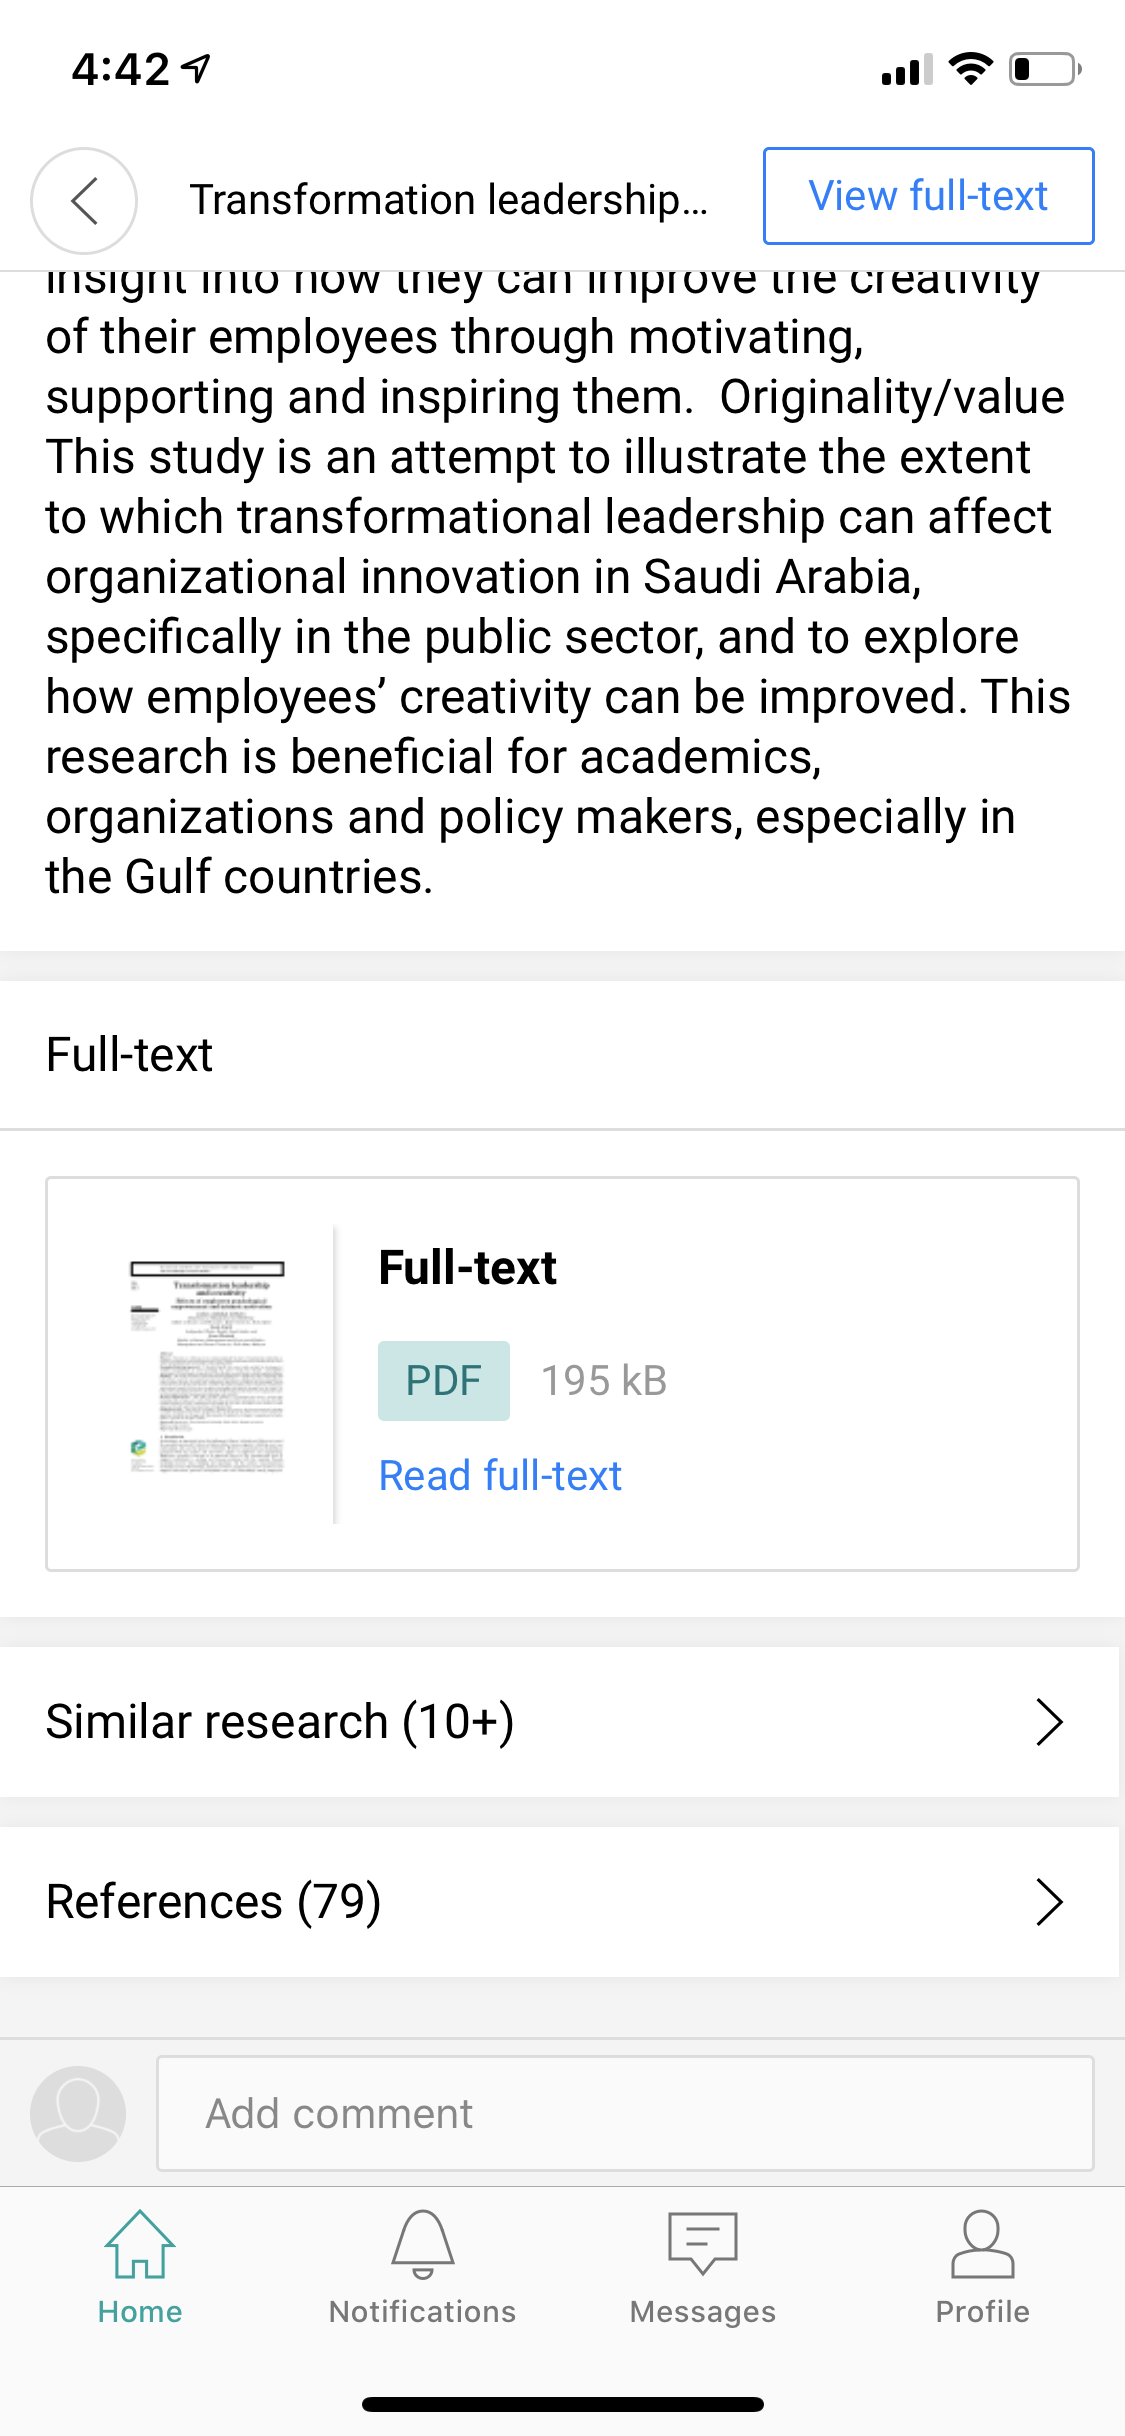 4:42
Transformation leadership...
View full-text
insight into how they can improve the creativity
of their employees through motivating,
supporting and inspiring them.  Originality/value
This study is an attempt to illustrate the extent
to which transformational leadership can affect
organizational innovation in Saudi Arabia,
specifically in the public sector, and to explore
how employees’ creativity can be improved. This
research is beneficial for academics,
organizations and policy makers, especially in
the Gulf countries.
Full-text
Transformation leadership
and creativity
Full-text
PDF 195 kB
Read full-text
Similar research (10+)
References (79)
Add comment
Home
Notifications
Messages
Profile